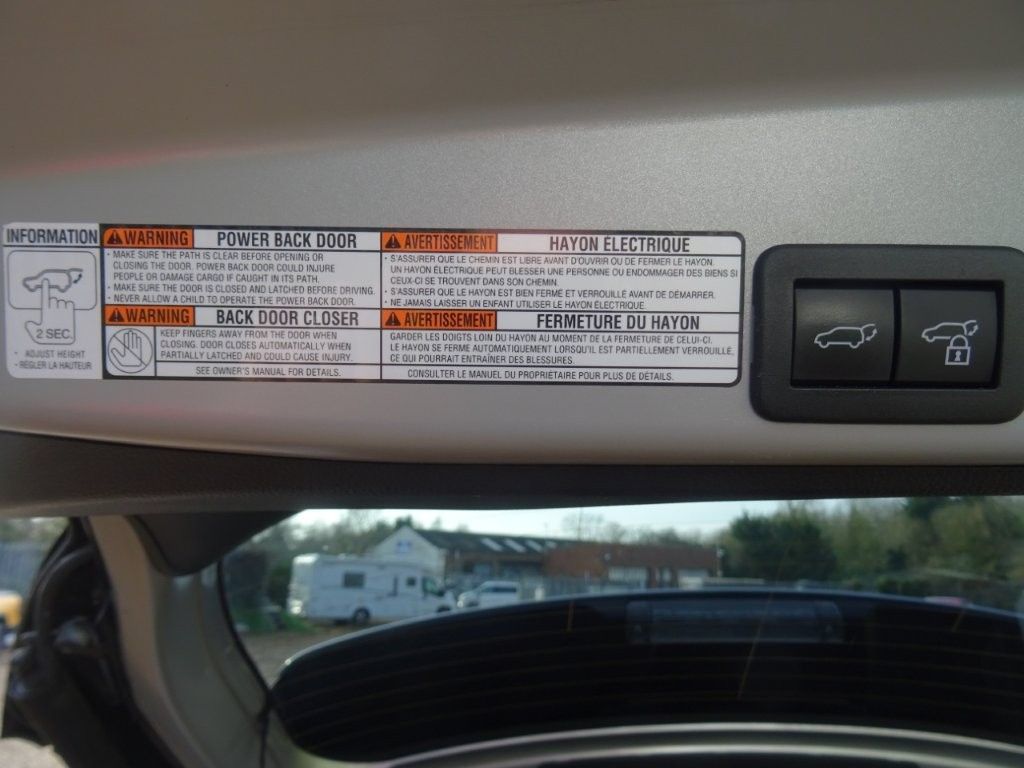 INFORMATION
2 SEC.
• ADJUST HEIGHT
• RÉGLER LA HAUTEUR
WARNING POWER BACK DOOR
• MAKE SURE THE PATH IS CLEAR BEFORE OPENING OR
CLOSING THE DOOR. POWER BACK DOOR COULD INJURE
PEOPLE OR DAMAGE CARGO IF CAUGHT IN ITS PATH.
• MAKE SURE THE DOOR IS CLOSED AND LATCHED BEFORE DRIVING.
• NEVER ALLOW A CHILD TO OPERATE THE POWER BACK DOOR.
WARNING BACK DOOR CLOSER
KEEP FINGERS AWAY FROM THE DOOR WHEN
CLOSING. DOOR CLOSES AUTOMATICALLY WHEN
PARTIALLY LATCHED AND COULD CAUSE INJURY.
SEE OWNER'S MANUAL FOR DETAILS.
AVERTISSEMENT HAYON ÉLECTRIQUE
• S'ASSURER QUE LE CHEMIN EST LIBRE AVANT D'OUVRIR OU DE FERMER LE HAYON.
UN HAYON ÉLECTRIQUE PEUT BLESSER UNE PERSONNE OU ENDOMMAGER DES BIENS SI
CEUX-CI SE TROUVENT DANS SON CHEMIN.
• S'ASSURER QUE LE HAYON EST BIEN FERMÉ ET VERROUILLÉ AVANT DE DÉMARRER.
• NE JAMAIS LAISSER UN ENFANT UTILISER LE HAYON ÉLECTRIQUE.
AVERTISSEMENT FERMETURE DU HAYON
GARDER LES DOIGTS LOIN DU HAYON AU MOMENT DE LA FERMETURE DE CELUI-CI.
LE HAYON SE FERME AUTOMATIQUEMENT LORSQU'IL EST PARTIELLEMENT VERROUILLÉ,
CE QUI POURRAIT ENTRAÎNER DES BLESSURES.
CONSULTER LE MANUEL DU PROPRIÉTAIRE POUR PLUS DE DÉTAILS.